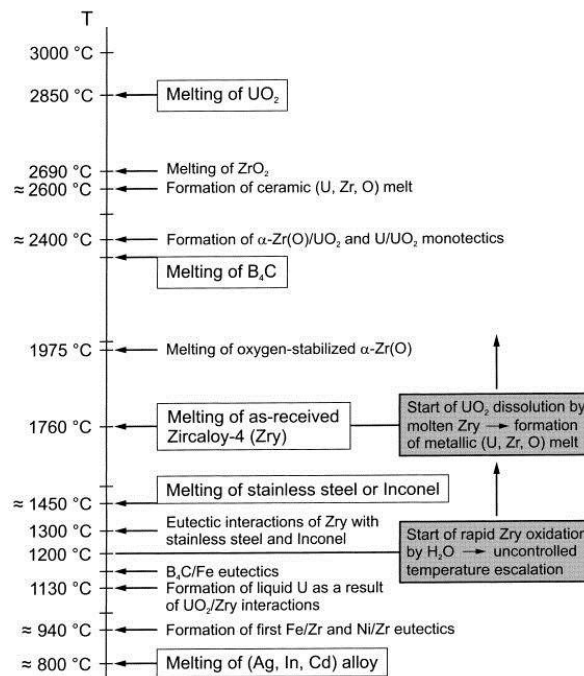 T
3000 °C
2850 °C Melting of UO₂
2690 °C Melting of ZrO₂
≈ 2600 °C Formation of ceramic (U, Zr, O) melt
≈ 2400 °C Formation of α-Zr(O)/UO₂ and U/UO₂ monotectics
Melting of B₄C
1975 °C Melting of oxygen-stabilized α-Zr(O)
1760 °C Melting of as-received
Zircaloy-4 (Zry)
Start of UO₂ dissolution by
molten Zry → formation
of metallic (U, Zr, O) melt
≈ 1450 °C Melting of stainless steel or Inconel
1300 °C Eutectic interactions of Zry with
stainless steel and Inconel
1200 °C
Start of rapid Zry oxidation
by H₂O → uncontrolled
temperature escalation
B₄C/Fe eutectics
1130 °C Formation of liquid U as a result
of UO₂/Zry interactions
≈ 940 °C Formation of first Fe/Zr and Ni/Zr eutectics
≈ 800 °C Melting of (Ag, In, Cd) alloy